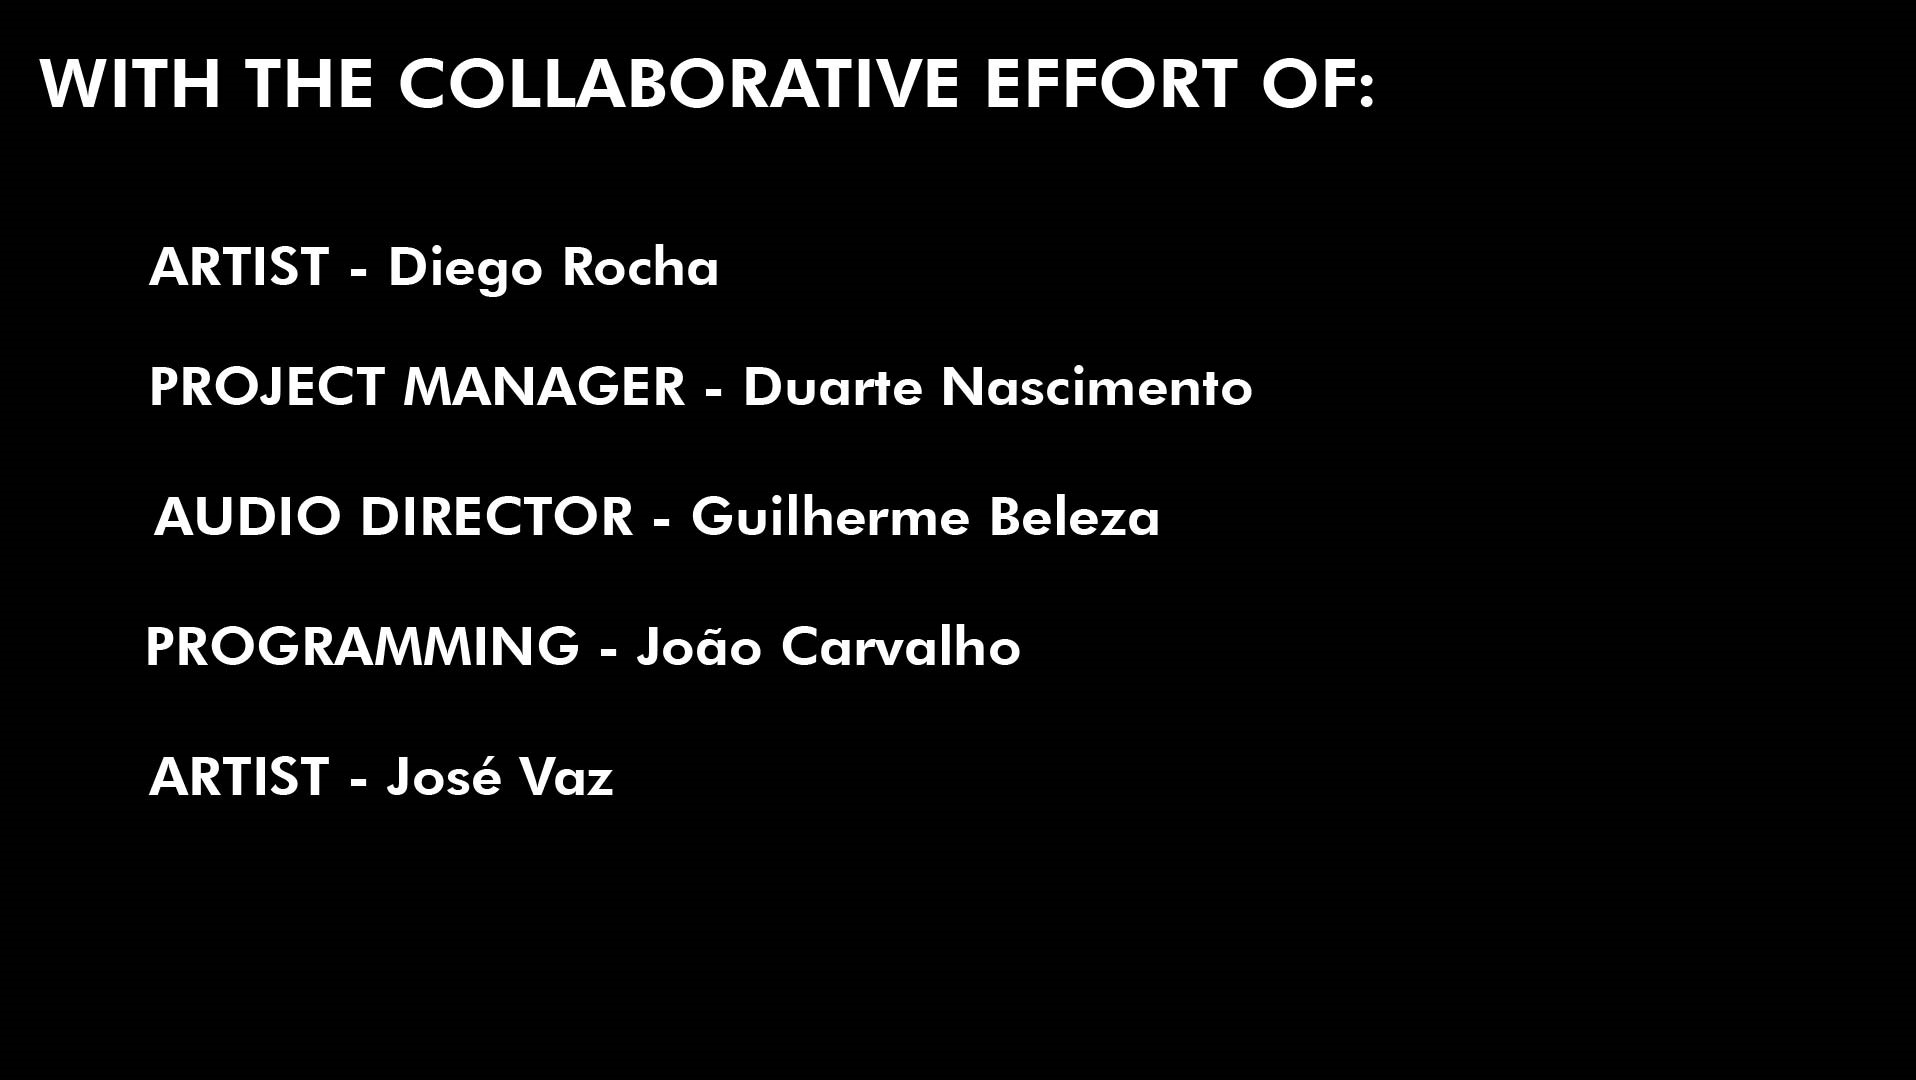 WITH THE COLLABORATIVE EFFORT OF:
ARTIST - Diego Rocha
PROJECT MANAGER - Duarte Nascimento
AUDIO DIRECTOR - Guilherme Beleza
PROGRAMMING - João Carvalho
ARTIST - José Vaz